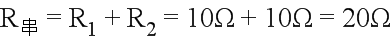 R串 = R1 + R2 = 10Ω + 10Ω = 20Ω